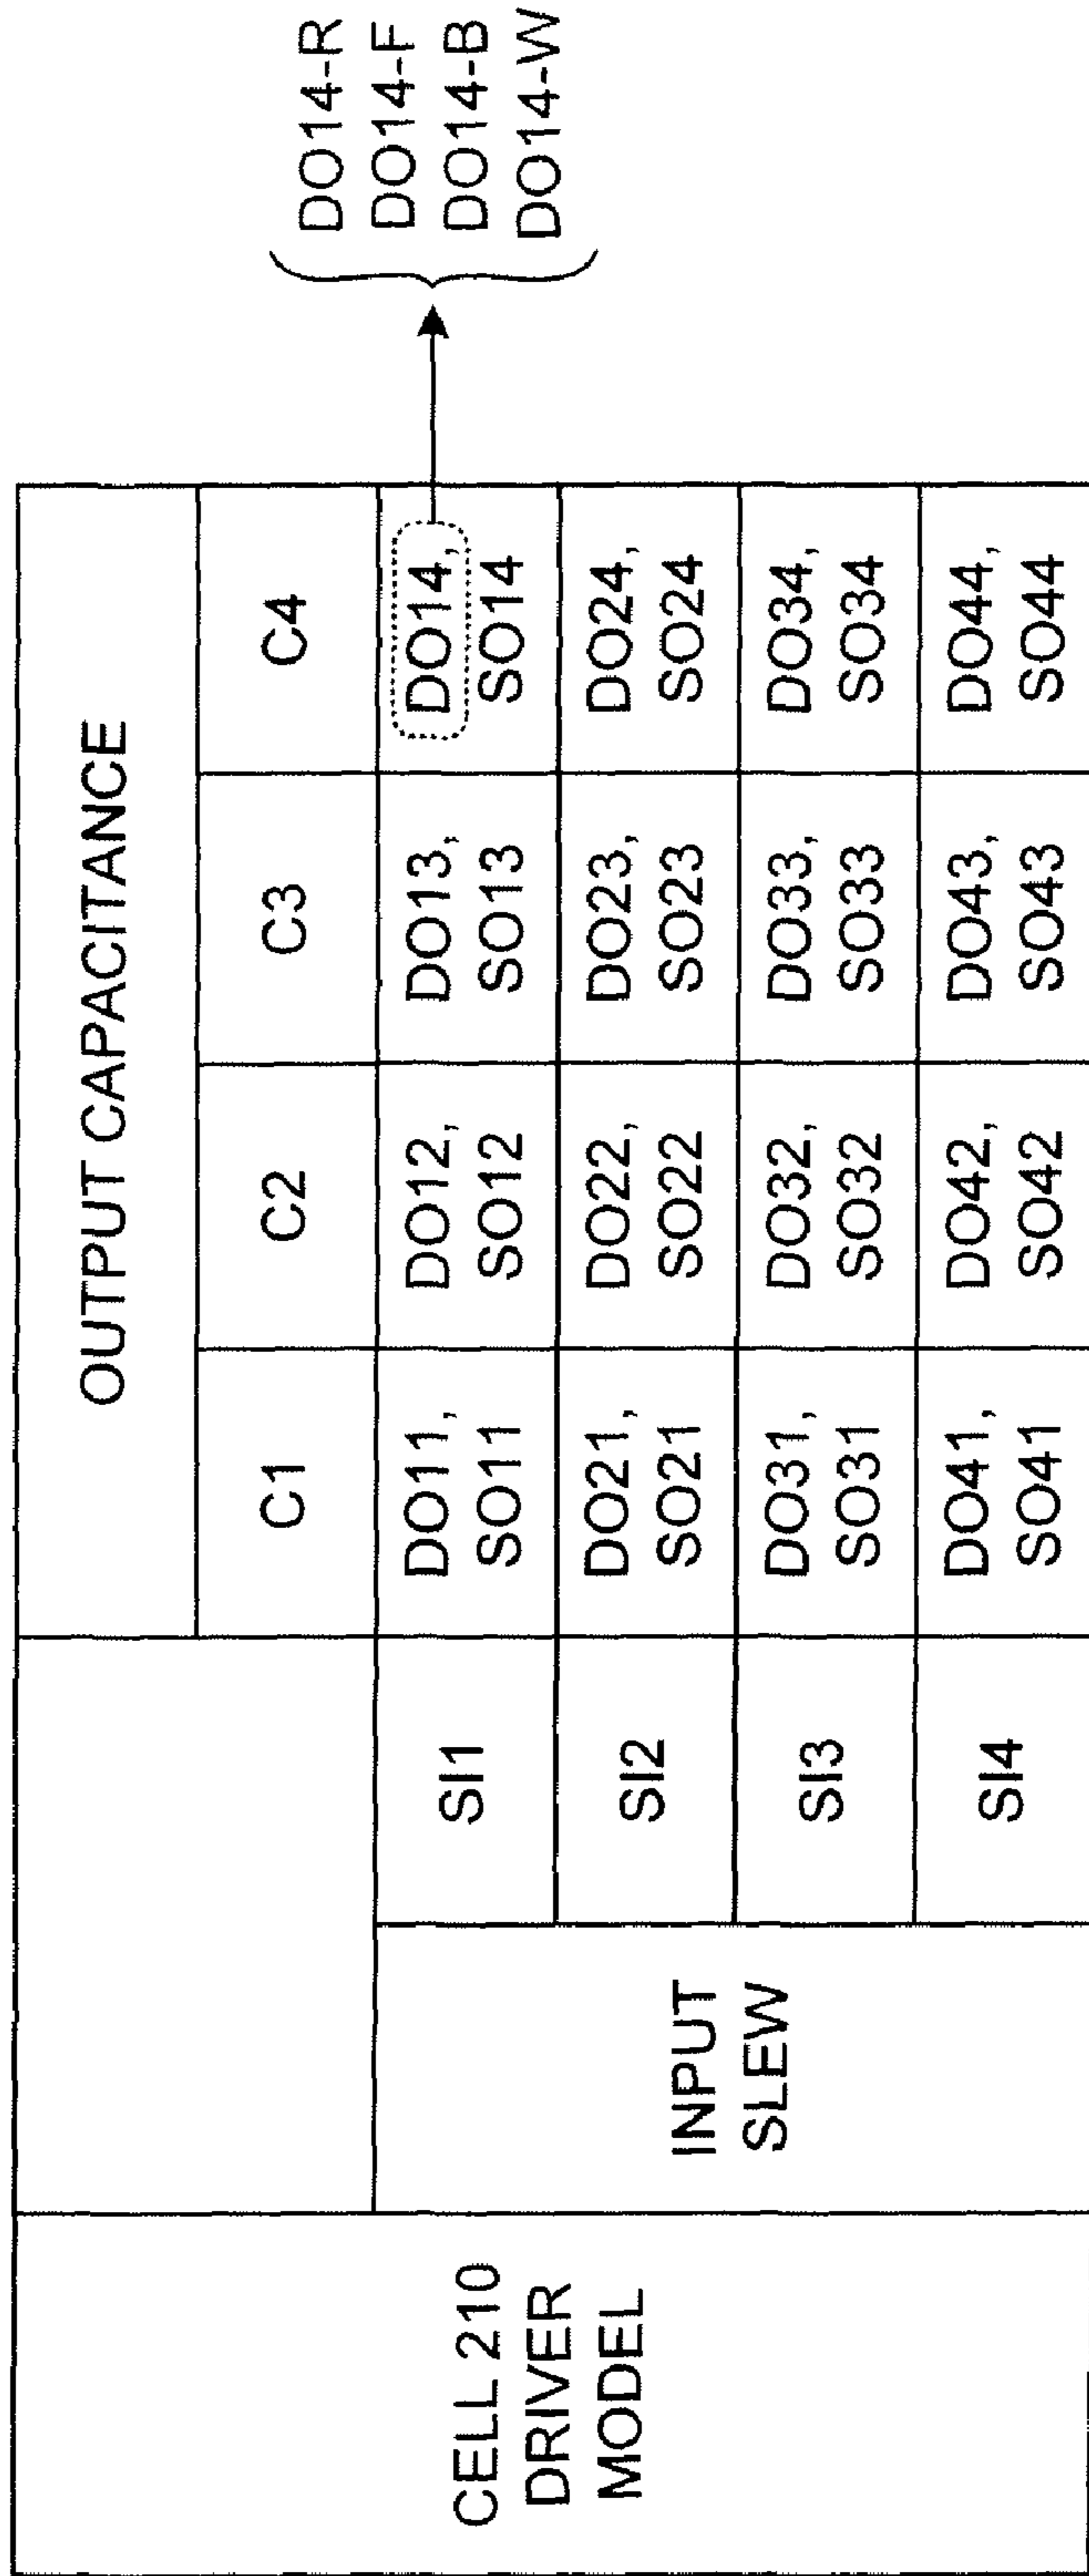 OUTPUT CAPACITANCE
C1 C2 C3 C4
DO11, DO12, DO13, DO14,
SO11 SO12 SO13 SO14
DO21, DO22, DO23, DO24,
SO21 SO22 SO23 SO24
DO31, DO32, DO33, DO34,
SO31 SO32 SO33 SO34
DO41, DO42, DO43, DO44,
SO41 SO42 SO43 SO44
SI1
SI2
SI3
SI4
INPUT
SLEW
CELL 210
DRIVER
MODEL
DO14-R
DO14-F
DO14-B
DO14-W